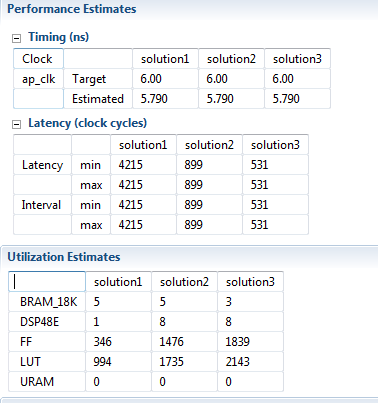 Performance Estimates
Timing (ns)
Clock solution1 solution2 solution3
ap_clk Target 6.00 6.00 6.00
Estimated 5.790 5.790 5.790
Latency (clock cycles)
solution1 solution2 solution3
Latency min 4215 899 531
max 4215 899 531
Interval min 4215 899 531
max 4215 899 531
Utilization Estimates
solution1 solution2 solution3
BRAM_18K 5 5 3
DSP48E 1 8 8
FF 346 1476 1839
LUT 994 1735 2143
URAM 0 0 0